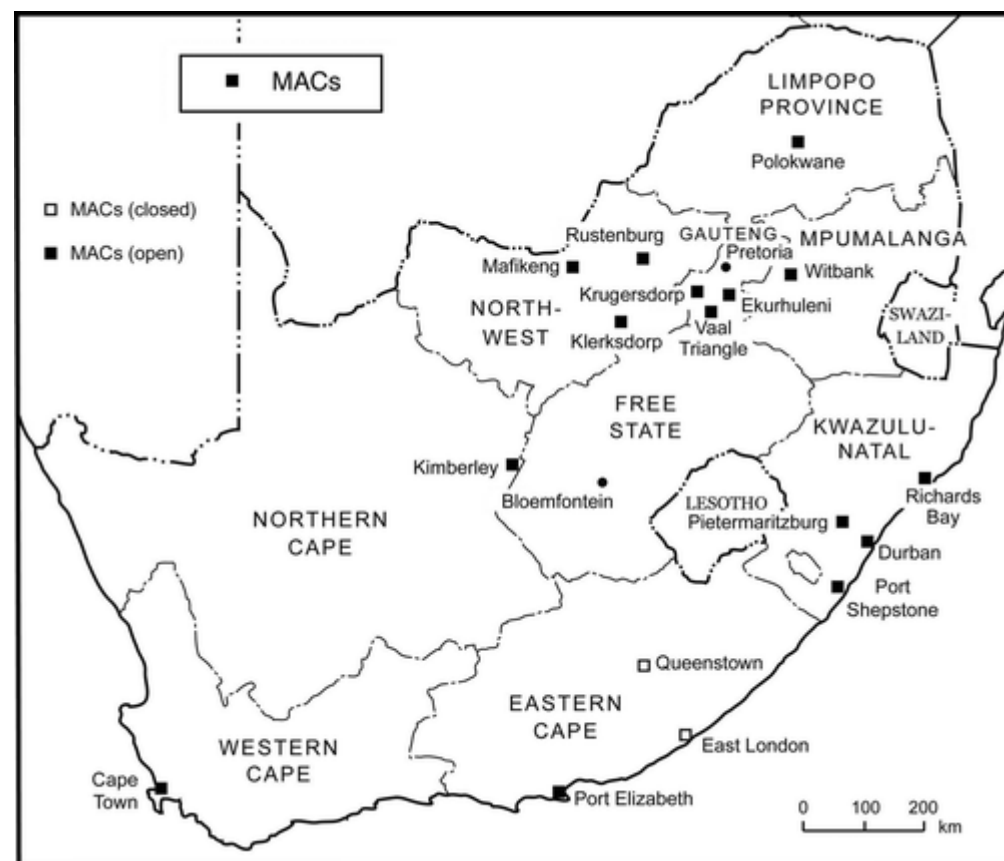 MACs
LIMPOPO
PROVINCE
Polokwane
MACs (closed)
MACs (open)
Rustenburg
GAUTENG
Pretoria
MPUMALANGA
Mafikeng
Witbank
Krugersdorp
Ekurhuleni
NORTH-
WEST
Klerksdorp
Vaal
Triangle
SWAZI-
LAND
FREE
STATE
KWAZULU-
NATAL
Kimberley
Bloemfontein
LESOTHO
Pietermaritzburg
Richards
Bay
NORTHERN
CAPE
Durban
Port
Shepstone
Queenstown
EASTERN
CAPE
East London
WESTERN
CAPE
Cape
Town
Port Elizabeth
0 100 200
km